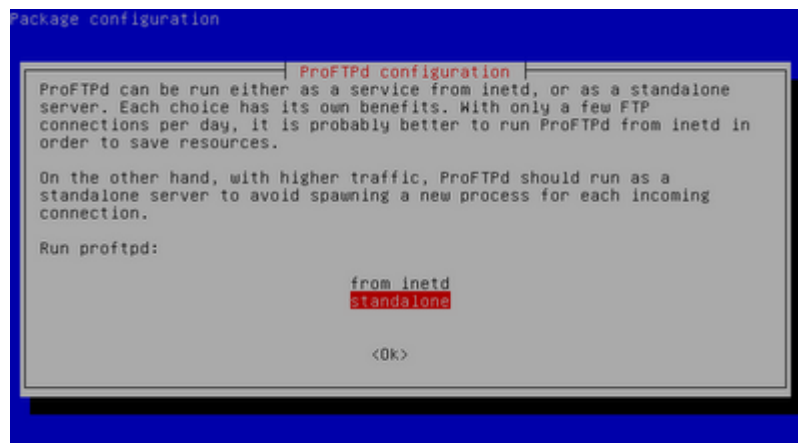 Package configuration
ProFTPd configuration
ProFTPd can be run either as a service from inetd, or as a standalone
server. Each choice has its own benefits. With only a few FTP
connections per day, it is probably better to run ProFTPd from inetd in
order to save resources.
On the other hand, with higher traffic, ProFTPd should run as a
standalone server to avoid spawning a new process for each incoming
connection.
Run proftpd:
from inetd
standalone
<Ok>